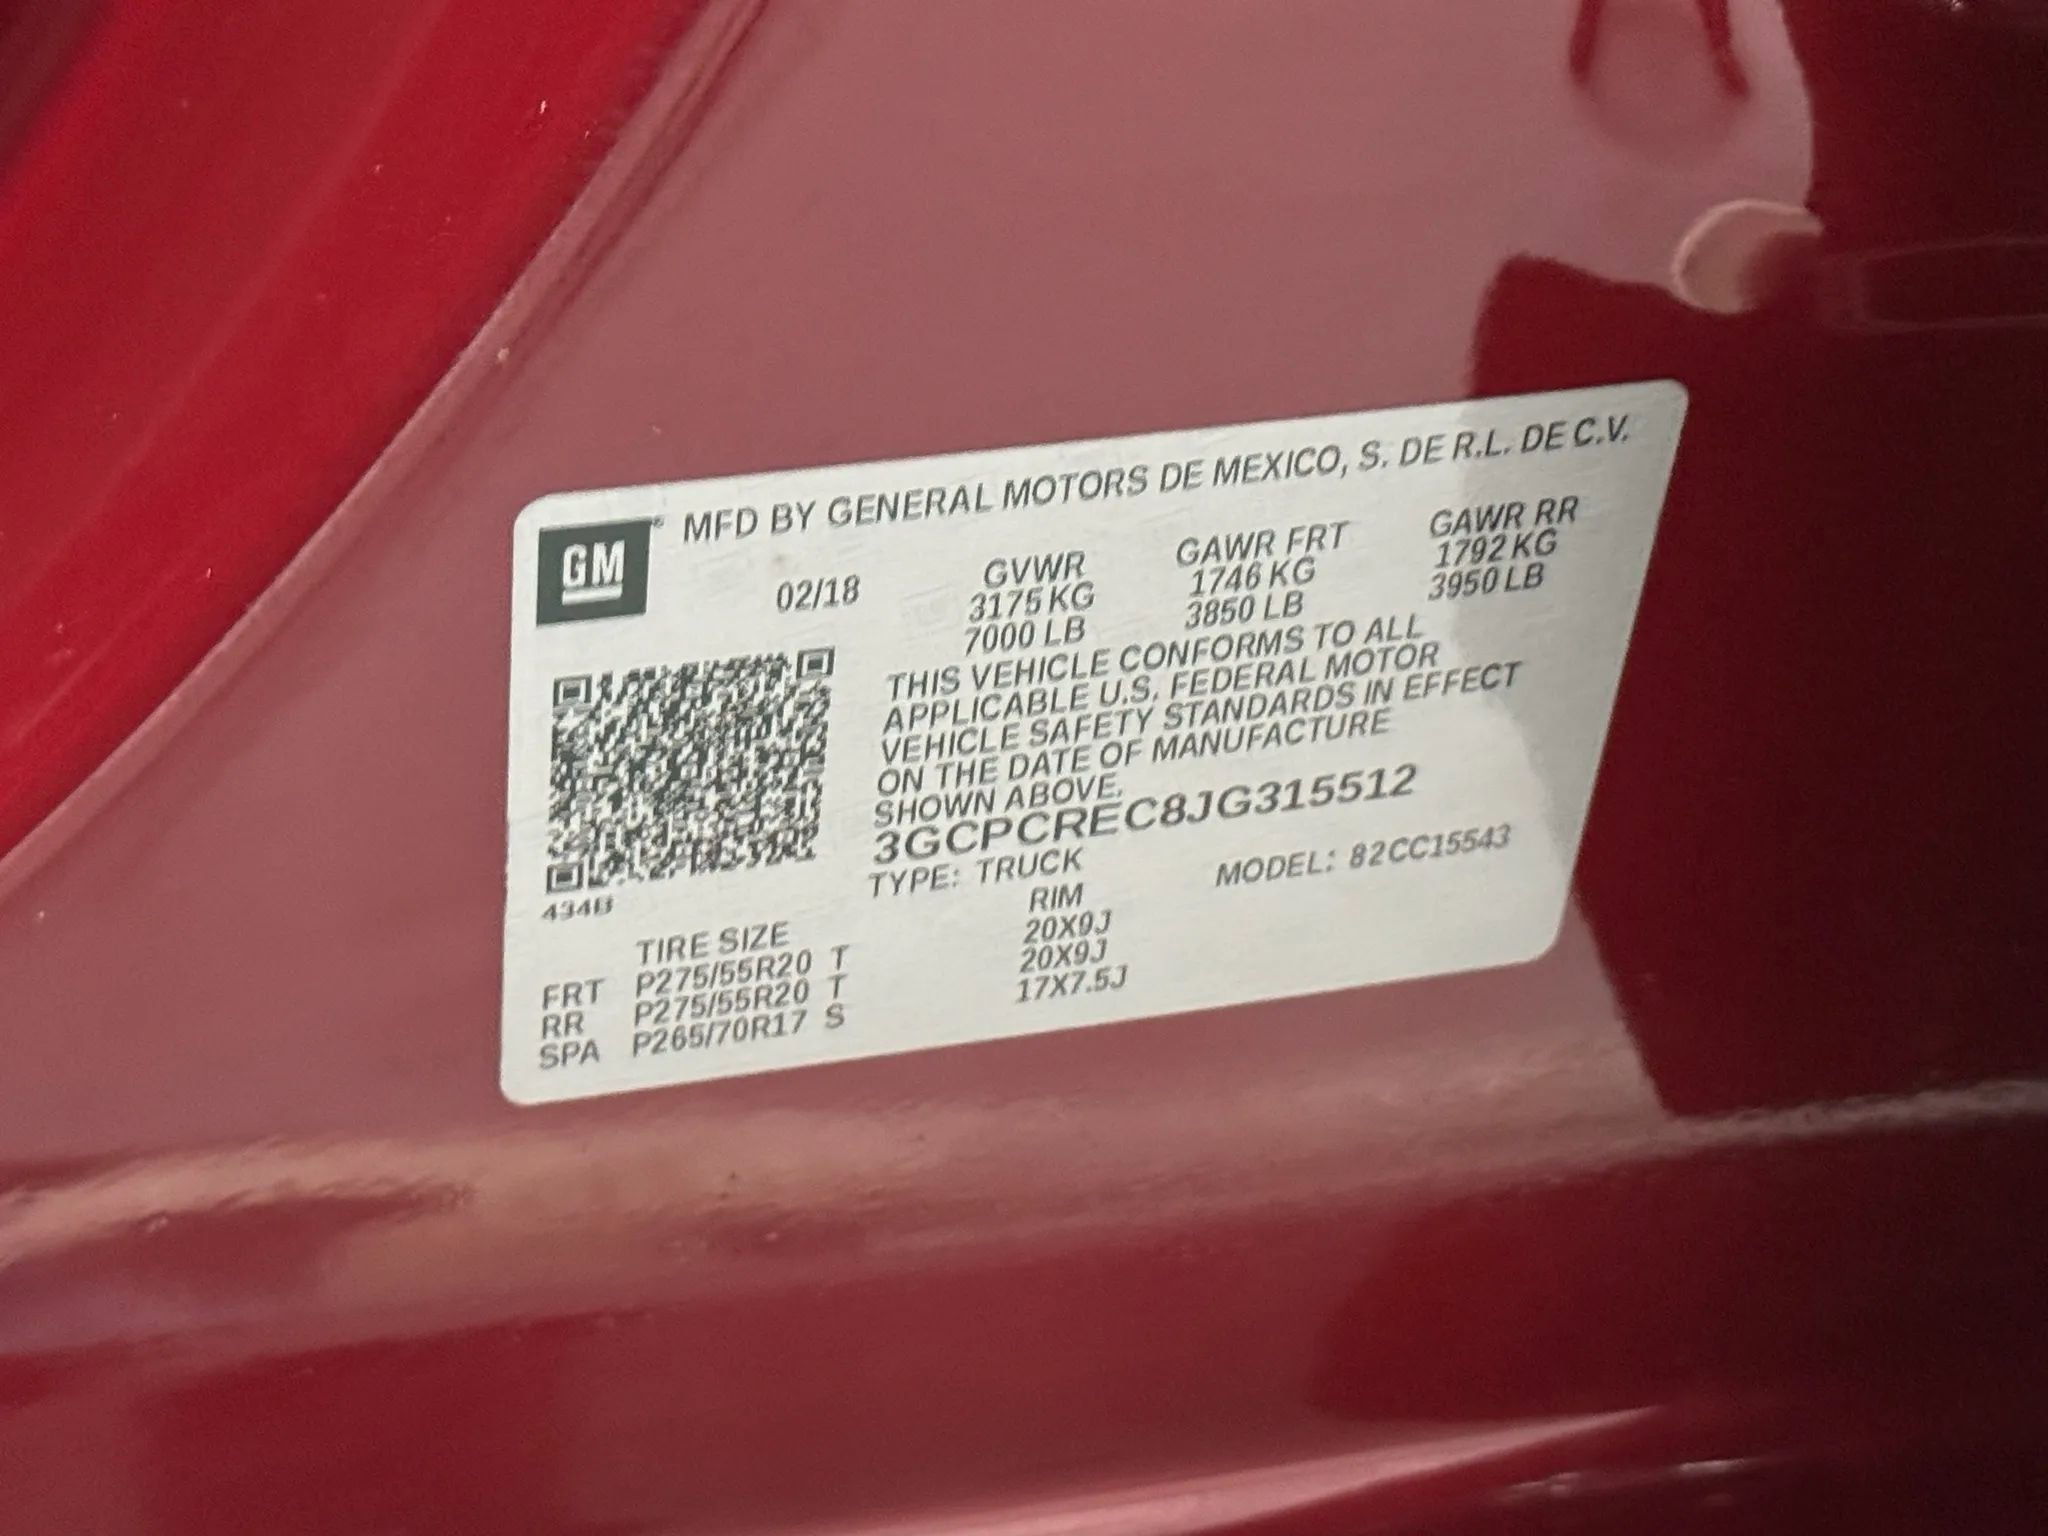 MFD BY GENERAL MOTORS DE MEXICO, S. DE R.L. DE C.V.
GM
02/18
GVWR
3175 KG
7000 LB
GAWR FRT
1746 KG
3850 LB
GAWR RR
1792 KG
3950 LB
THIS VEHICLE CONFORMS TO ALL
APPLICABLE U.S. FEDERAL MOTOR
VEHICLE SAFETY STANDARDS IN EFFECT
ON THE DATE OF MANUFACTURE
SHOWN ABOVE.
3GCPCREC8JG315512
TYPE: TRUCK MODEL: 82CC15543
434B
TIRE SIZE RIM
FRT P275/55R20 T 20X9J
RR P275/55R20 T 20X9J
SPA P265/70R17 S 17X7.5J